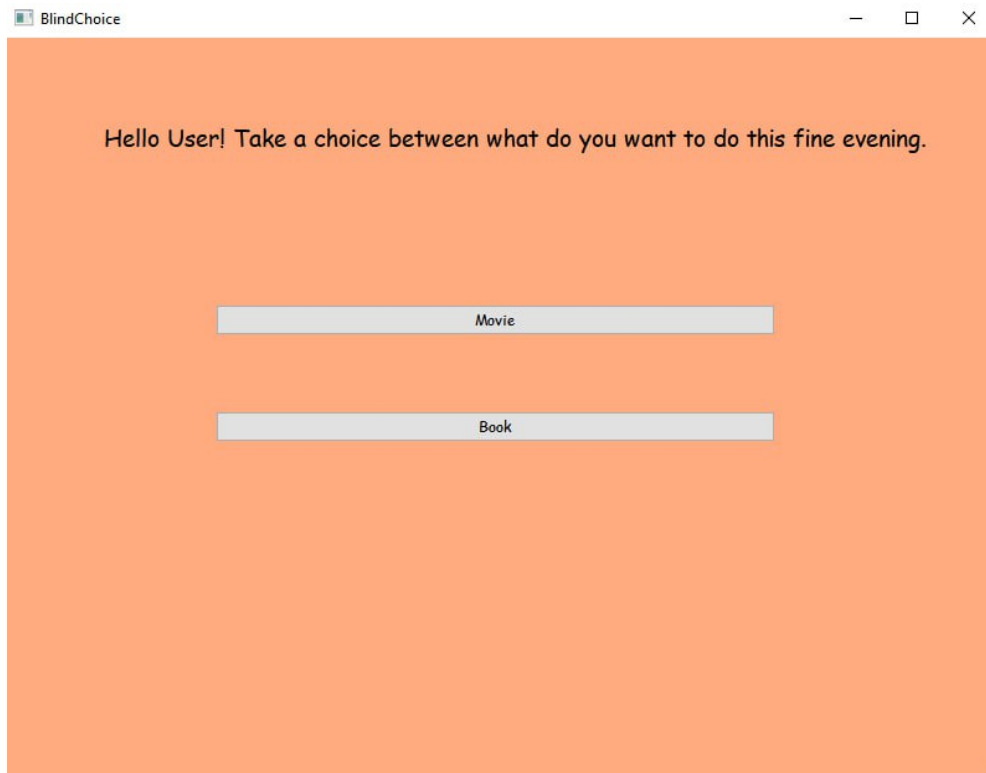 BlindChoice
Hello User! Take a choice between what do you want to do this fine evening.
Movie
Book